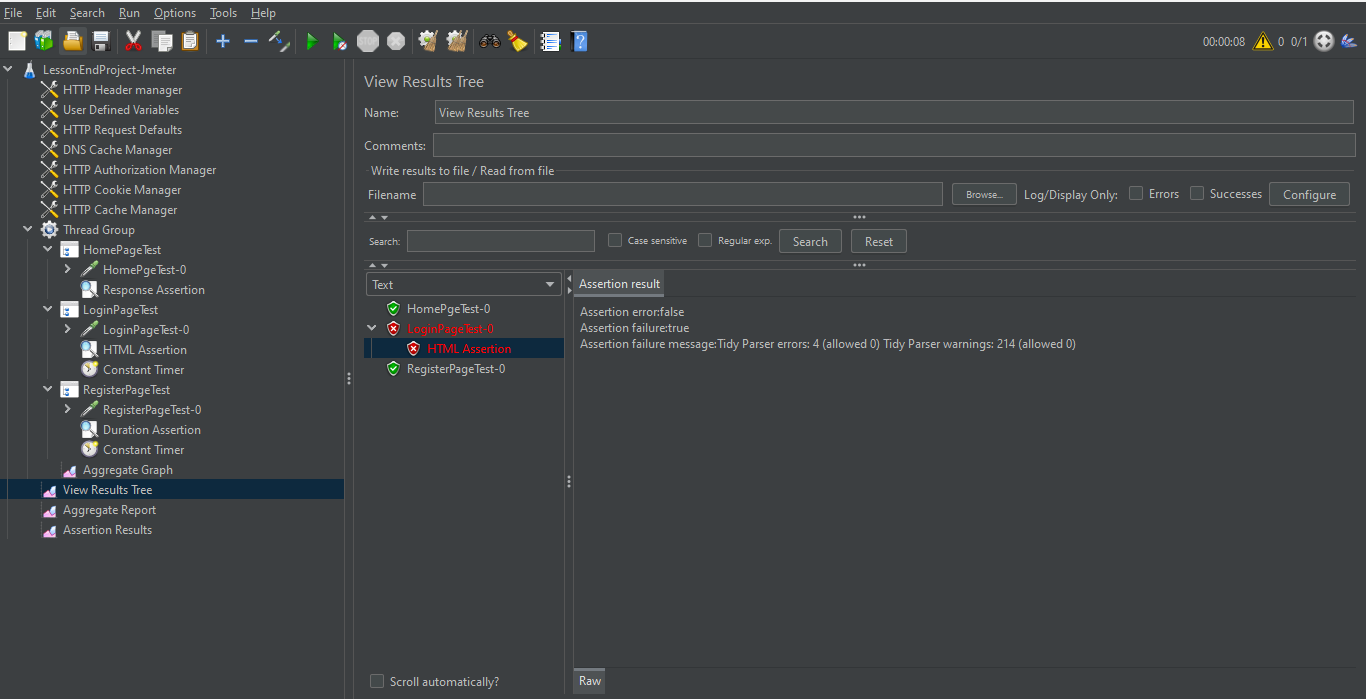 File Edit Search Run Options Tools Help
00:00:08 0 0/1
LessonEndProject-Jmeter
HTTP Header manager
User Defined Variables
HTTP Request Defaults
DNS Cache Manager
HTTP Authorization Manager
HTTP Cookie Manager
HTTP Cache Manager
Thread Group
HomePageTest
HomePgeTest-0
Response Assertion
LoginPageTest
LoginPageTest-0
HTML Assertion
Constant Timer
RegisterPageTest
RegisterPageTest-0
Duration Assertion
Constant Timer
Aggregate Graph
View Results Tree
Aggregate Report
Assertion Results
View Results Tree
Name: View Results Tree
Comments:
Write results to file / Read from file
Filename Browse... Log/Display Only: Errors Successes Configure
Search: Case sensitive Regular exp. Search Reset
Text
HomePgeTest-0
LoginPageTest-0
HTML Assertion
RegisterPageTest-0
Scroll automatically?
Assertion result
Assertion error:false
Assertion failure:true
Assertion failure message:Tidy Parser errors: 4 (allowed 0) Tidy Parser warnings: 214 (allowed 0)
Raw